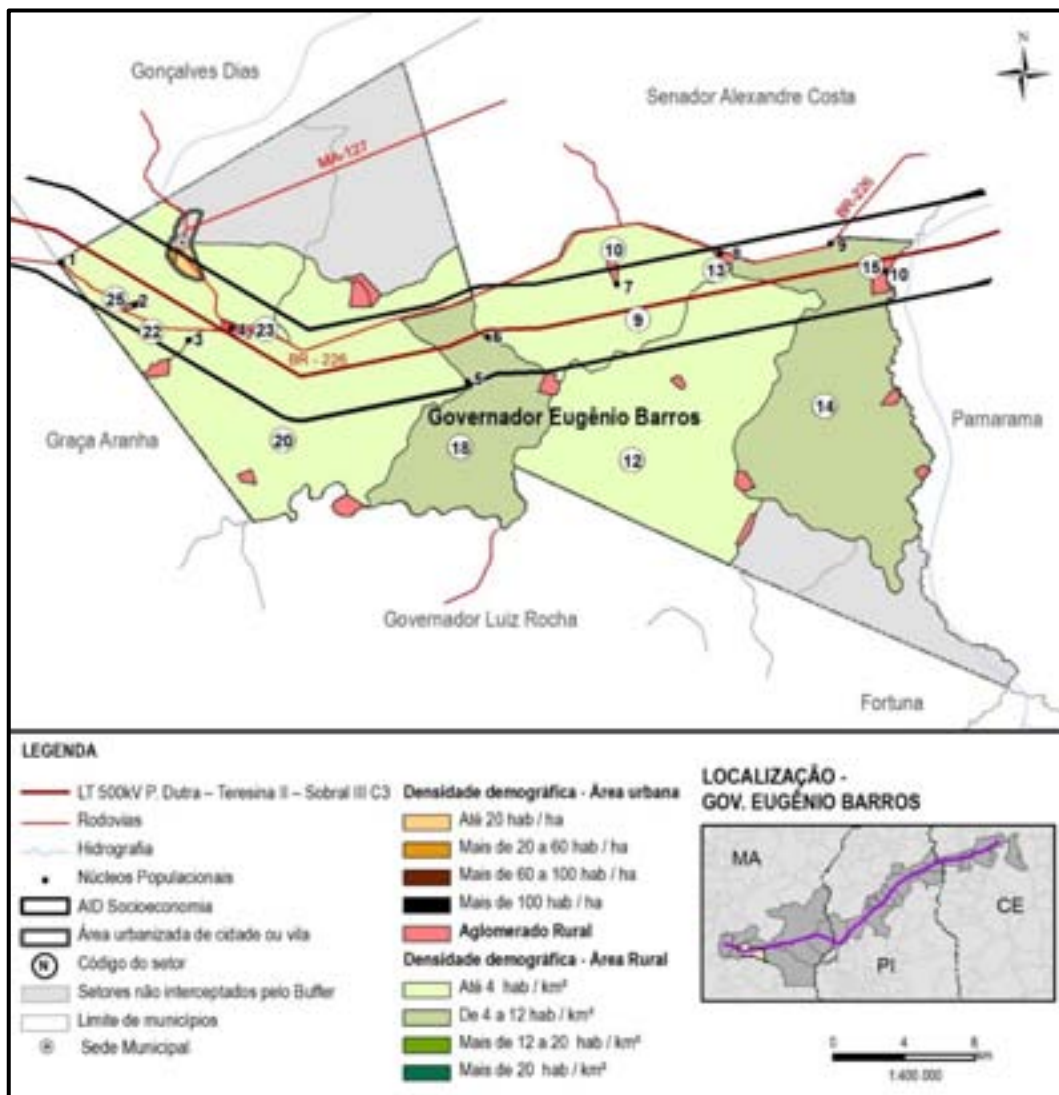 Gonçalves Dias
N
Senador Alexandre Costa
MA-127
BR-226
10
8
9
1
13
15
10
7
25
2
4
23
9
22
3
6
BR - 226
5
Governador Eugênio Barros
14
Parnarama
Graça Aranha
20
18
12
Governador Luiz Rocha
Fortuna
LEGENDA
LT 500kV P. Dutra – Teresina II – Sobral III C3
Rodovias
Hidrografia
Núcleos Populacionais
AID Socioeconomia
Área urbanizada de cidade ou vila
N Código do setor
Setores não interceptados pelo Buffer
Limite de municípios
Sede Municipal
Densidade demográfica - Área urbana
Até 20 hab / ha
Mais de 20 a 60 hab / ha
Mais de 60 a 100 hab / ha
Mais de 100 hab / ha
Aglomerado Rural
Densidade demográfica - Área Rural
Até 4 hab / km²
De 4 a 12 hab / km²
Mais de 12 a 20 hab / km²
Mais de 20 hab / km²
LOCALIZAÇÃO -
GOV. EUGÊNIO BARROS
MA
CE
PI
0 4 8
km
1:400.000